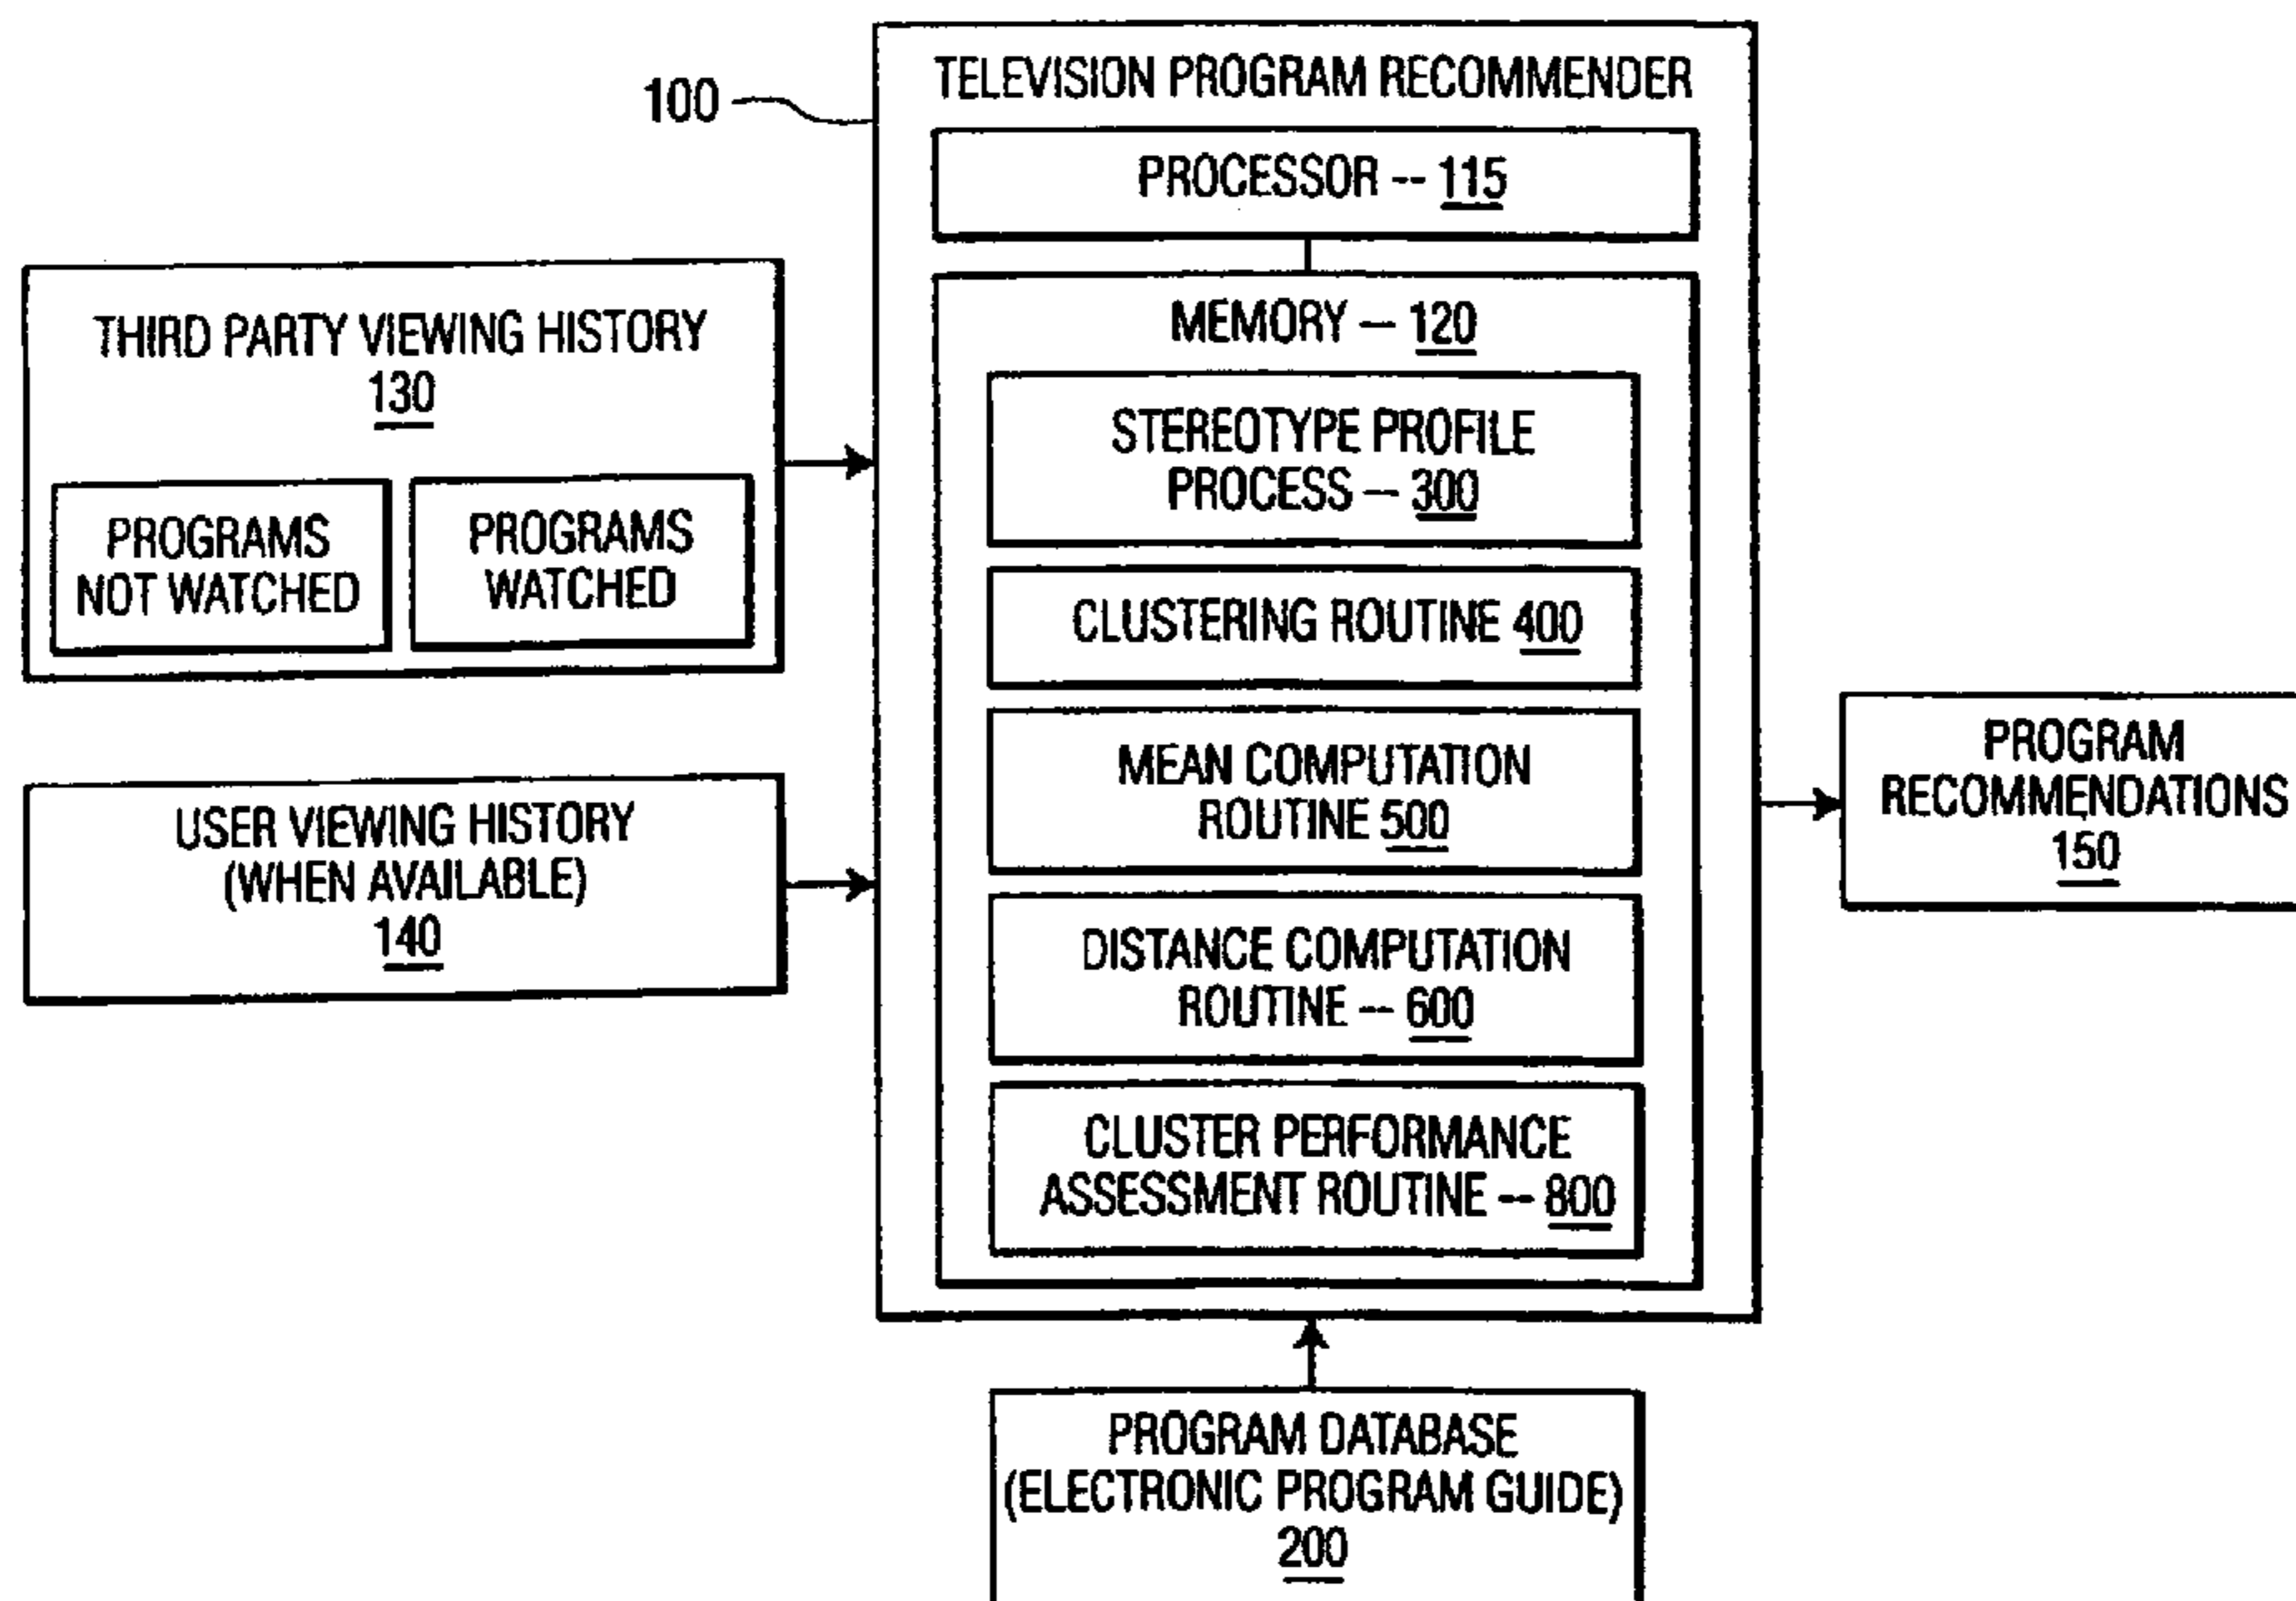 100
TELEVISION PROGRAM RECOMMENDER
PROCESSOR -- 115
MEMORY -- 120
STEREOTYPE PROFILE
PROCESS -- 300
CLUSTERING ROUTINE 400
MEAN COMPUTATION
ROUTINE 500
DISTANCE COMPUTATION
ROUTINE -- 600
CLUSTER PERFORMANCE
ASSESSMENT ROUTINE -- 800
THIRD PARTY VIEWING HISTORY
130
PROGRAMS
NOT WATCHED
PROGRAMS
WATCHED
USER VIEWING HISTORY
(WHEN AVAILABLE)
140
PROGRAM
RECOMMENDATIONS
150
PROGRAM DATABASE
(ELECTRONIC PROGRAM GUIDE)
200